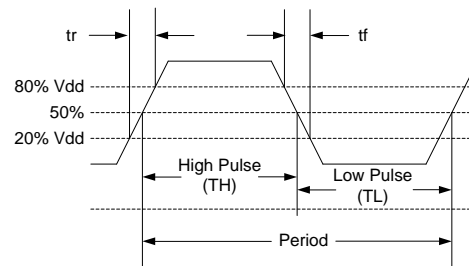 tr
tf
80% Vdd
50%
20% Vdd
High Pulse
(TH)
Low Pulse
(TL)
Period